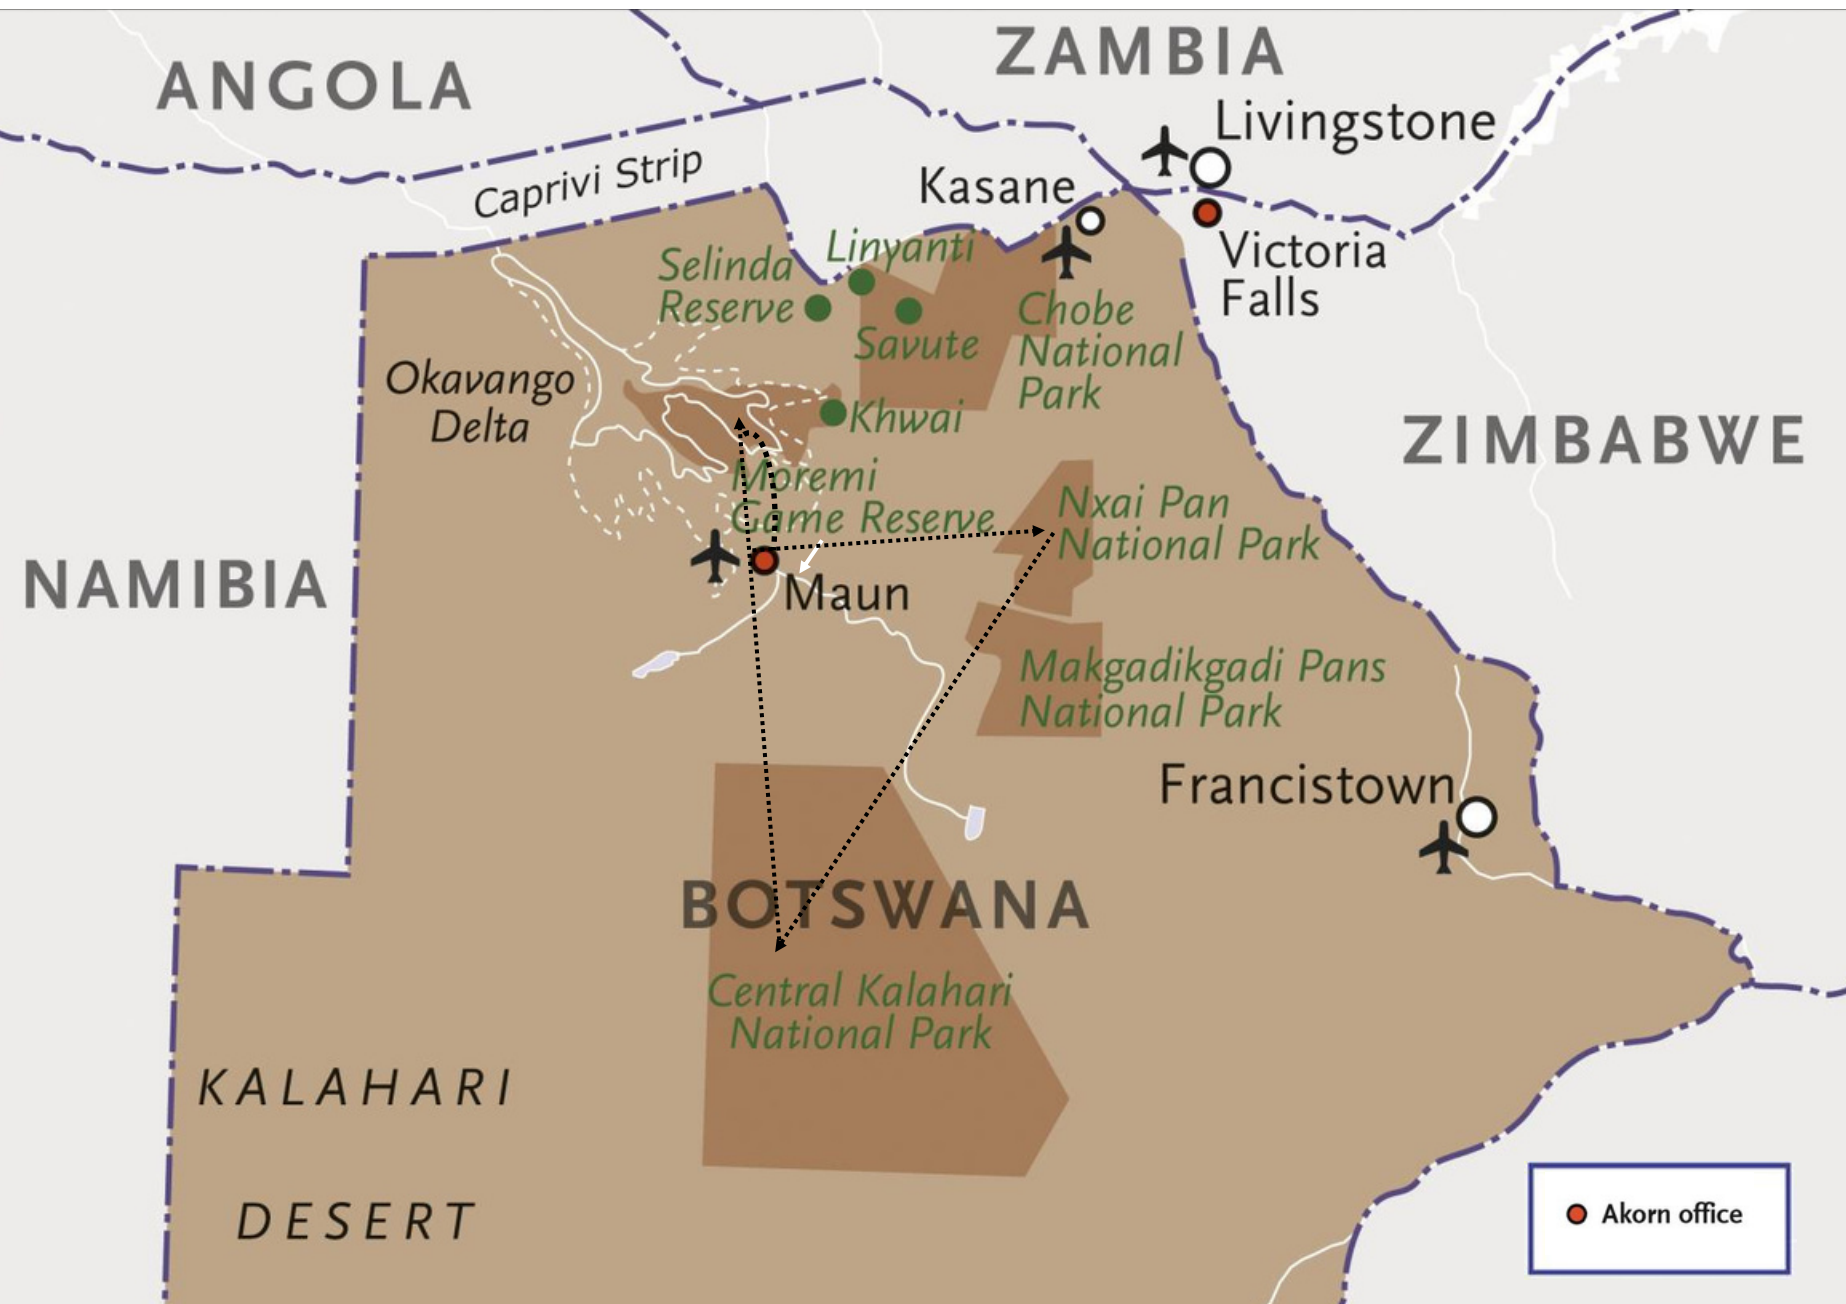 ANGOLA
ZAMBIA
Livingstone
Caprivi Strip
Kasane
Victoria
Falls
Linyanti
Selinda
Reserve
Savute
Chobe
National
Park
Okavango
Delta
Khwai
ZIMBABWE
Moremi
Game Reserve
Nxai Pan
National Park
NAMIBIA
Maun
Makgadikgadi Pans
National Park
Francistown
BOTSWANA
Central Kalahari
National Park
KALAHARI
DESERT
Akorn office